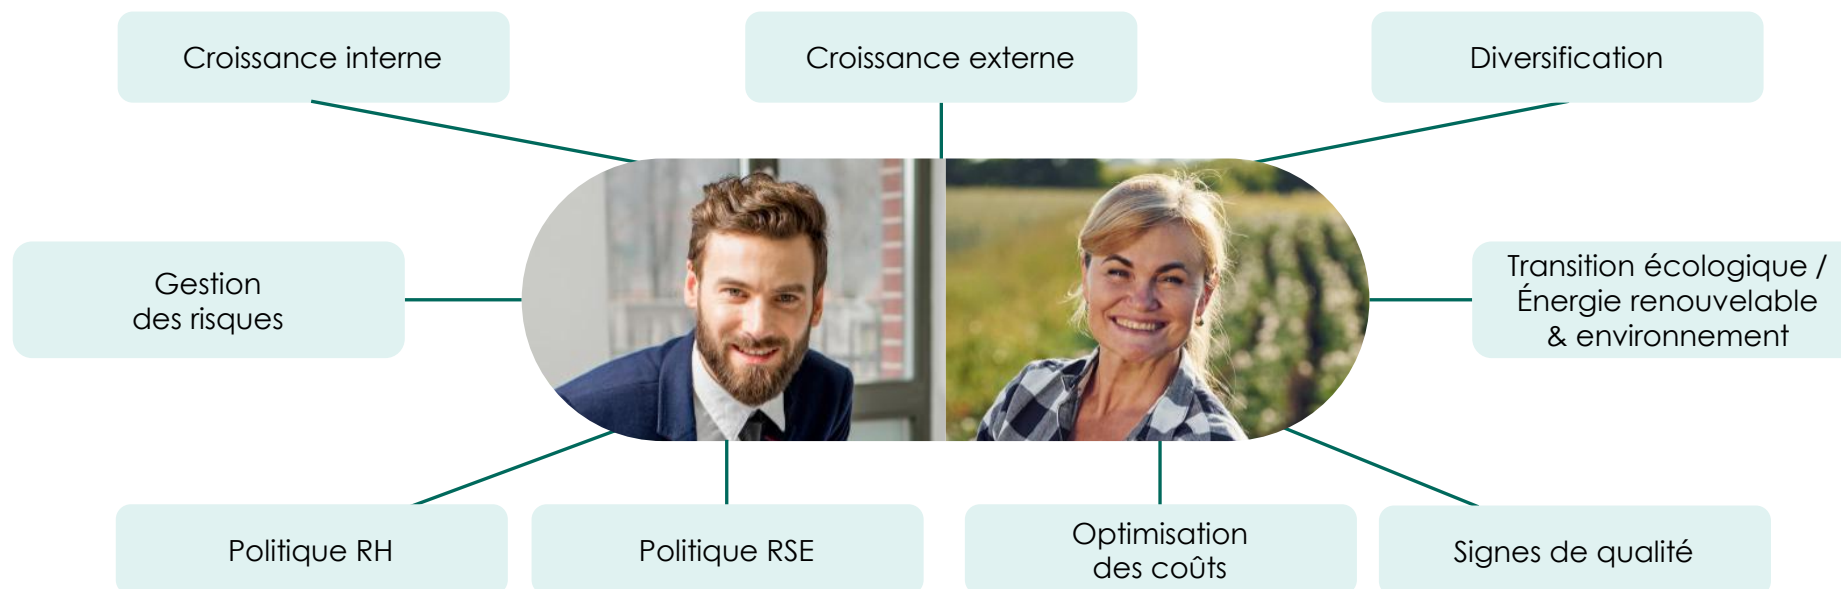 Croissance interne
Croissance externe
Diversification
Gestion
des risques
Transition écologique /
Énergie renouvelable
& environnement
Politique RH
Politique RSE
Optimisation
des coûts
Signes de qualité